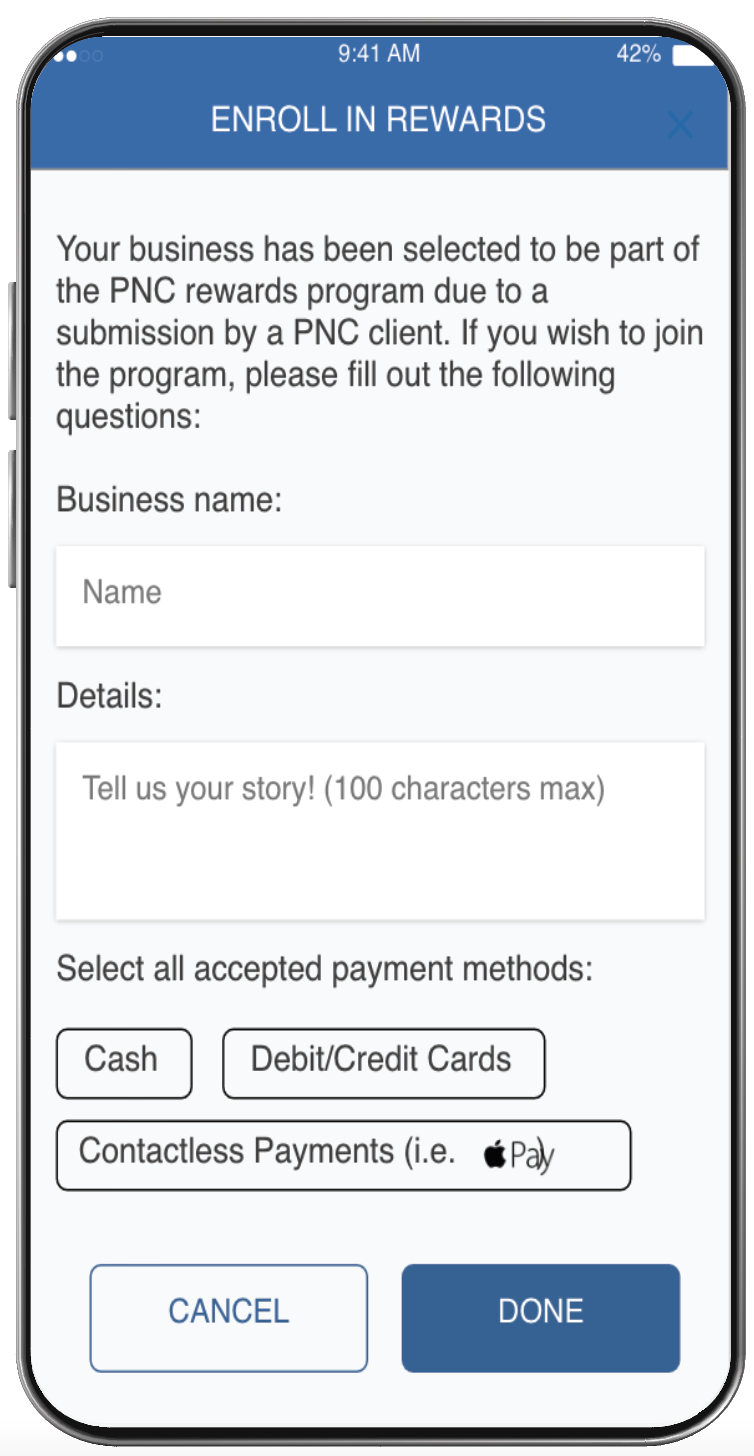 9:41 AM 42%
ENROLL IN REWARDS
Your business has been selected to be part of
the PNC rewards program due to a
submission by a PNC client. If you wish to join
the program, please fill out the following
questions:
Business name:
Name
Details:
Tell us your story! (100 characters max)
Select all accepted payment methods:
Cash Debit/Credit Cards
Contactless Payments (i.e. Pay)
CANCEL DONE